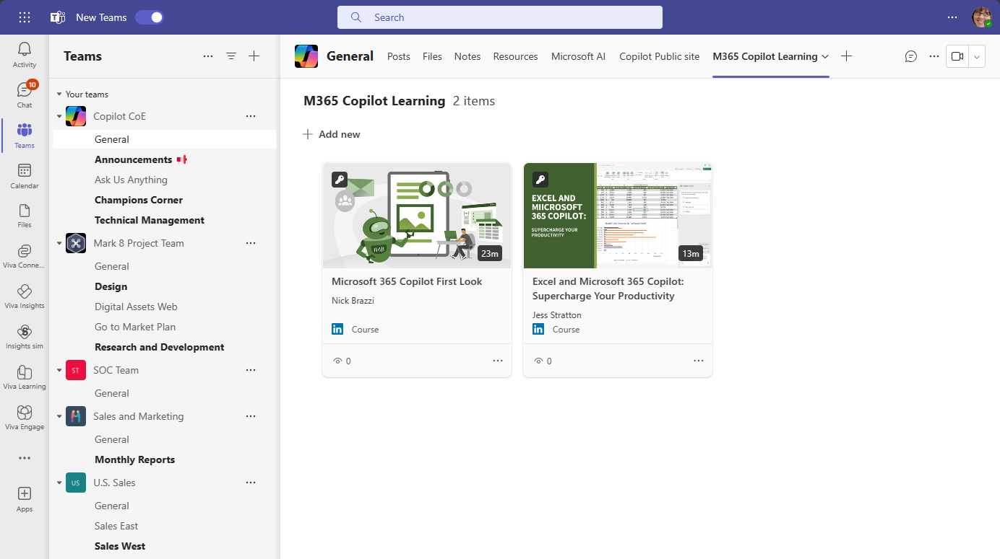 New Teams
Search
Activity
10
Chat
Teams
Calendar
Files
Viva Conne...
Viva Insights
Insights sim
Viva Learning
Viva Engage
Apps
Teams
Your teams
Copilot CoE
General
Announcements
Ask Us Anything
Champions Corner
Technical Management
Mark 8 Project Team
General
Design
Digital Assets Web
Go to Market Plan
Research and Development
ST SOC Team
General
Sales and Marketing
General
Monthly Reports
US U.S. Sales
General
Sales East
Sales West
General Posts Files Notes Resources Microsoft AI Copilot Public site M365 Copilot Learning
M365 Copilot Learning 2 items
Add new
23m
Microsoft 365 Copilot First Look
Nick Brazzi
in Course
0
EXCEL AND
MIICROSOFT
365 COPILOT:
SUPERCHARGE YOUR
PRODUCTIVITY
13m
Excel and Microsoft 365 Copilot:
Supercharge Your Productivity
Jess Stratton
in Course
0